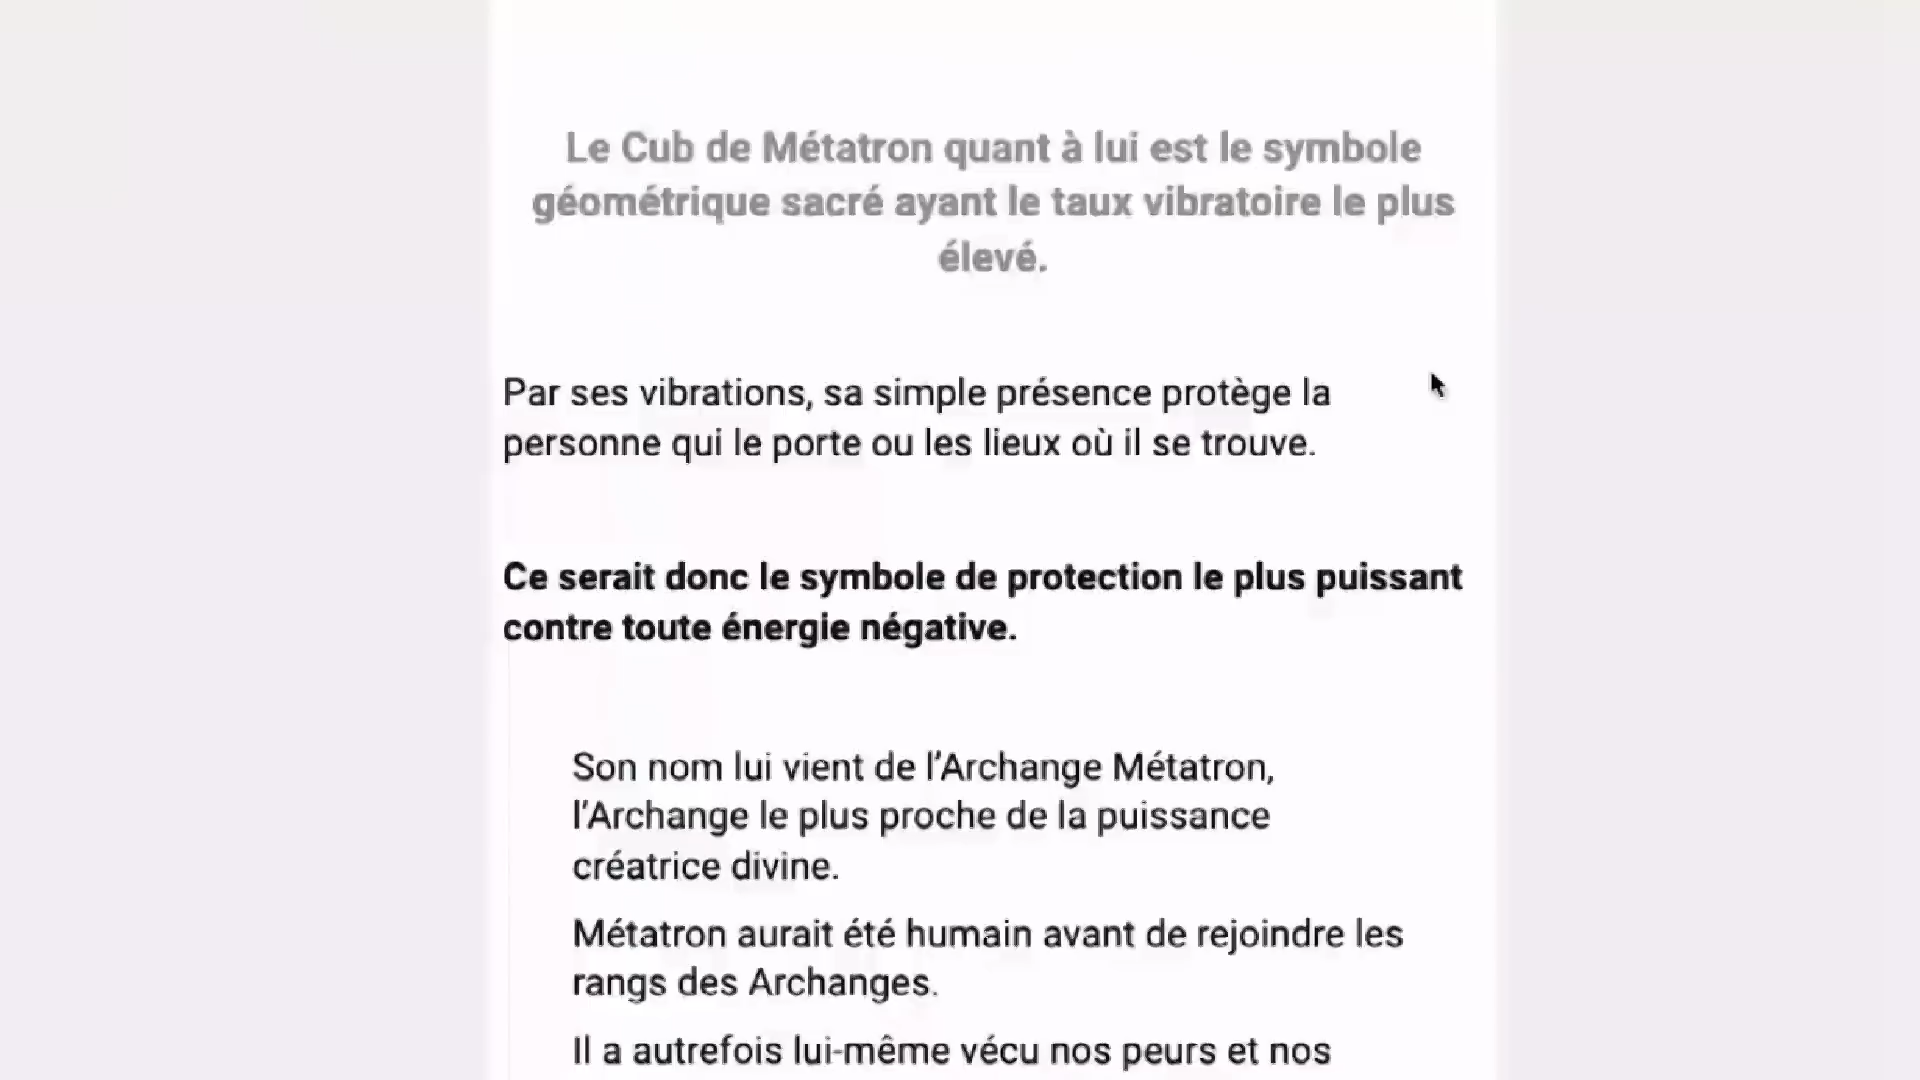 Le Cub de Métatron quant à lui est le symbole
géométrique sacré ayant le taux vibratoire le plus
élevé.
Par ses vibrations, sa simple présence protège la
personne qui le porte ou les lieux où il se trouve.
Ce serait donc le symbole de protection le plus puissant
contre toute énergie négative.
Son nom lui vient de l’Archange Métatron,
l’Archange le plus proche de la puissance
créatrice divine.
Métatron aurait été humain avant de rejoindre les
rangs des Archanges.
Il a autrefois lui-même vécu nos peurs et nos